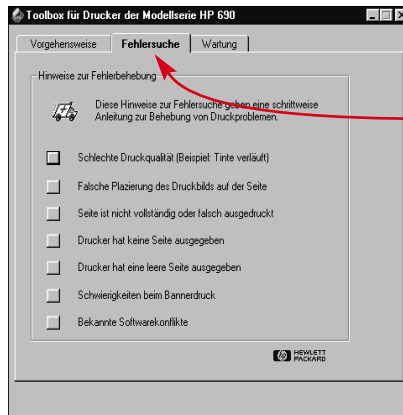 Toolbox für Drucker der Modellserie HP 690
Vorgehensweise Fehlersuche Wartung
Hinweise zur Fehlerbehebung
Diese Hinweise zur Fehlersuche geben eine schrittweise
Anleitung zur Behebung von Druckproblemen.
Schlechte Druckqualität (Beispiel: Tinte verläuft)
Falsche Plazierung des Druckbilds auf der Seite
Seite ist nicht vollständig oder falsch ausgedruckt
Drucker hat keine Seite ausgegeben
Drucker hat eine leere Seite ausgegeben
Schwierigkeiten beim Bannerdruck
Bekannte Softwarekonflikte
hp HEWLETT
PACKARD